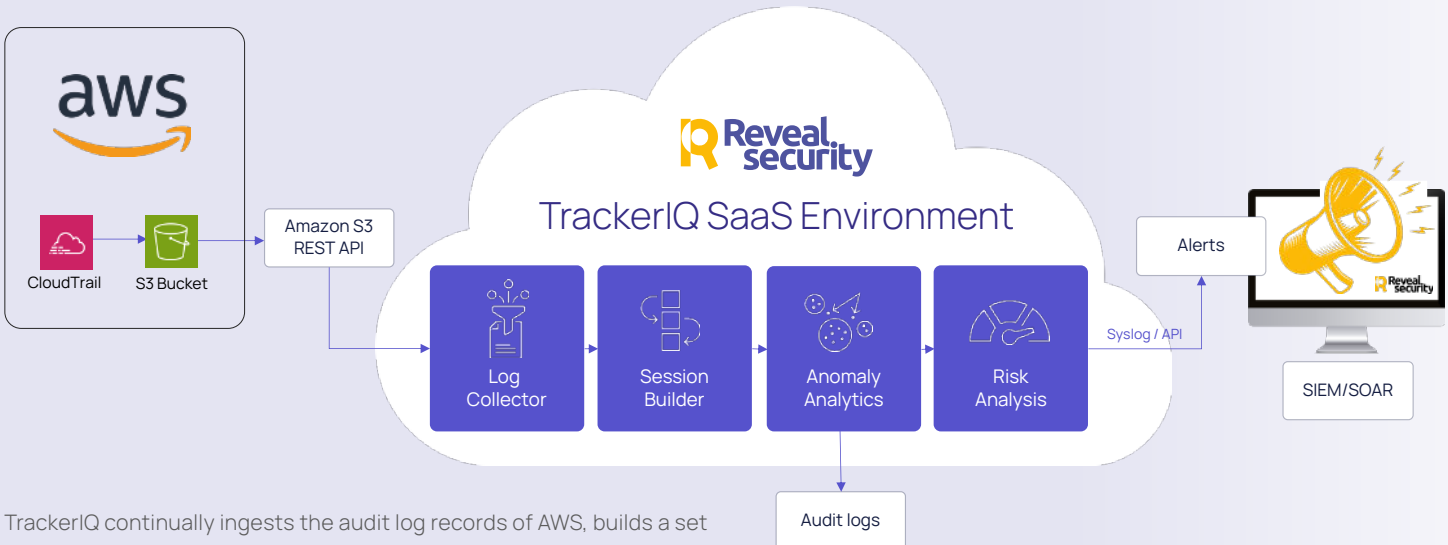 aws
CloudTrail
S3 Bucket
Amazon S3
REST API
Reveal
security
TrackerIQ SaaS Environment
Log
Collector
Session
Builder
Anomaly
Analytics
Risk
Analysis
Syslog / API
Alerts
Reveal
security
SIEM/SOAR
Audit logs
TrackerIQ continually ingests the audit log records of AWS, builds a set